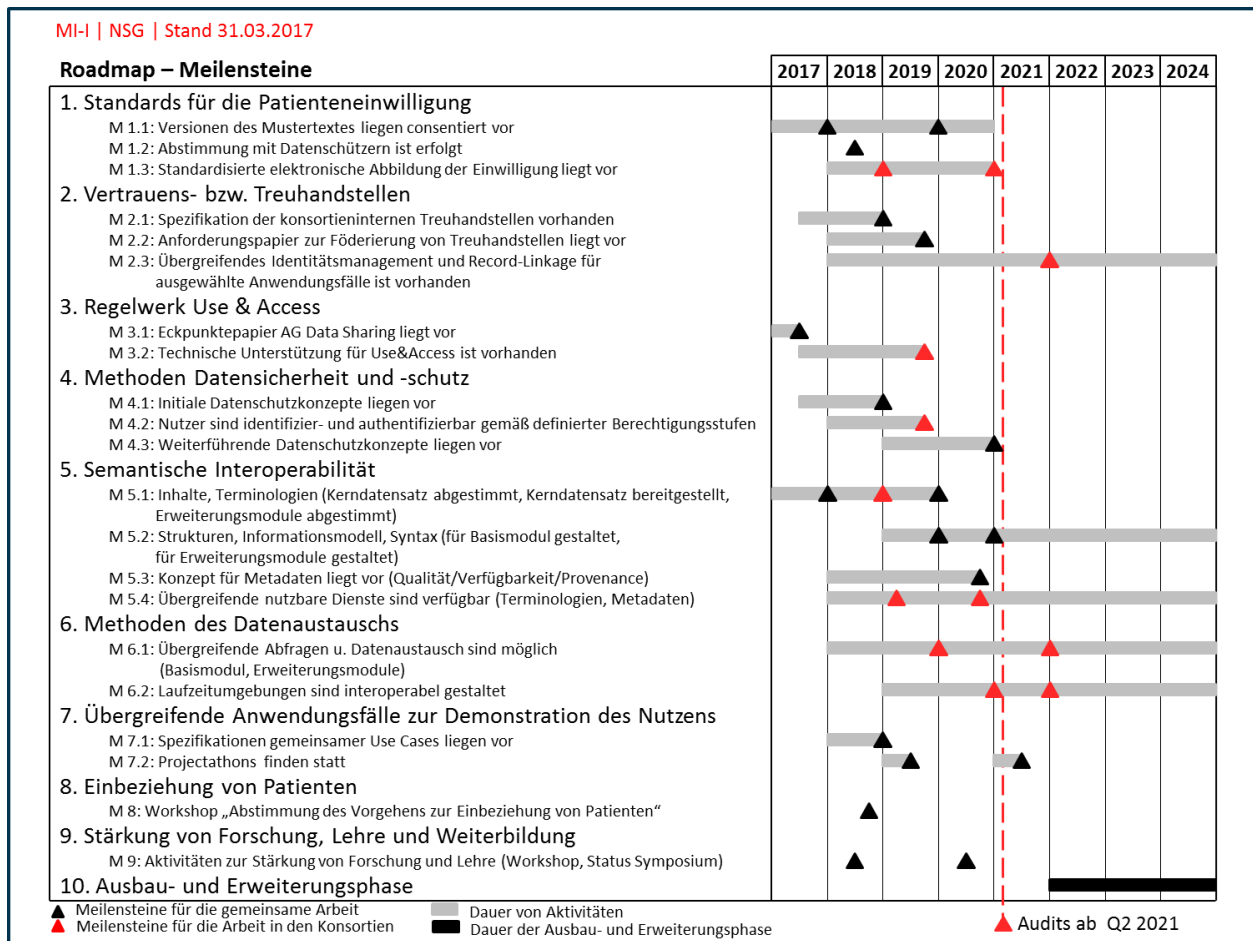 MI-I | NSG | Stand 31.03.2017
Roadmap – Meilensteine 2017 2018 2019 2020 2021 2022 2023 2024
1. Standards für die Patienteneinwilligung
M 1.1: Versionen des Mustertextes liegen consentiert vor
M 1.2: Abstimmung mit Datenschützern ist erfolgt
M 1.3: Standardisierte elektronische Abbildung der Einwilligung liegt vor
2. Vertrauens- bzw. Treuhandstellen
M 2.1: Spezifikation der konsortieninternen Treuhandstellen vorhanden
M 2.2: Anforderungspapier zur Föderierung von Treuhandstellen liegt vor
M 2.3: Übergreifendes Identitätsmanagement und Record-Linkage für
ausgewählte Anwendungsfälle ist vorhanden
3. Regelwerk Use & Access
M 3.1: Eckpunktepapier AG Data Sharing liegt vor
M 3.2: Technische Unterstützung für Use&Access ist vorhanden
4. Methoden Datensicherheit und -schutz
M 4.1: Initiale Datenschutzkonzepte liegen vor
M 4.2: Nutzer sind identifizier- und authentifizierbar gemäß definierter Berechtigungsstufen
M 4.3: Weiterführende Datenschutzkonzepte liegen vor
5. Semantische Interoperabilität
M 5.1: Inhalte, Terminologien (Kerndatensatz abgestimmt, Kerndatensatz bereitgestellt,
Erweiterungsmodule abgestimmt)
M 5.2: Strukturen, Informationsmodell, Syntax (für Basismodul gestaltet,
für Erweiterungsmodule gestaltet)
M 5.3: Konzept für Metadaten liegt vor (Qualität/Verfügbarkeit/Provenance)
M 5.4: Übergreifende nutzbare Dienste sind verfügbar (Terminologien, Metadaten)
6. Methoden des Datenaustauschs
M 6.1: Übergreifende Abfragen u. Datenaustausch sind möglich
(Basismodul, Erweiterungsmodule)
M 6.2: Laufzeitumgebungen sind interoperabel gestaltet
7. Übergreifende Anwendungsfälle zur Demonstration des Nutzens
M 7.1: Spezifikationen gemeinsamer Use Cases liegen vor
M 7.2: Projectathons finden statt
8. Einbeziehung von Patienten
M 8: Workshop „Abstimmung des Vorgehens zur Einbeziehung von Patienten“
9. Stärkung von Forschung, Lehre und Weiterbildung
M 9: Aktivitäten zur Stärkung von Forschung und Lehre (Workshop, Status Symposium)
10. Ausbau- und Erweiterungsphase
Meilensteine für die gemeinsame Arbeit Dauer von Aktivitäten
Meilensteine für die Arbeit in den Konsortien Dauer der Ausbau- und Erweiterungsphase Audits ab Q2 2021